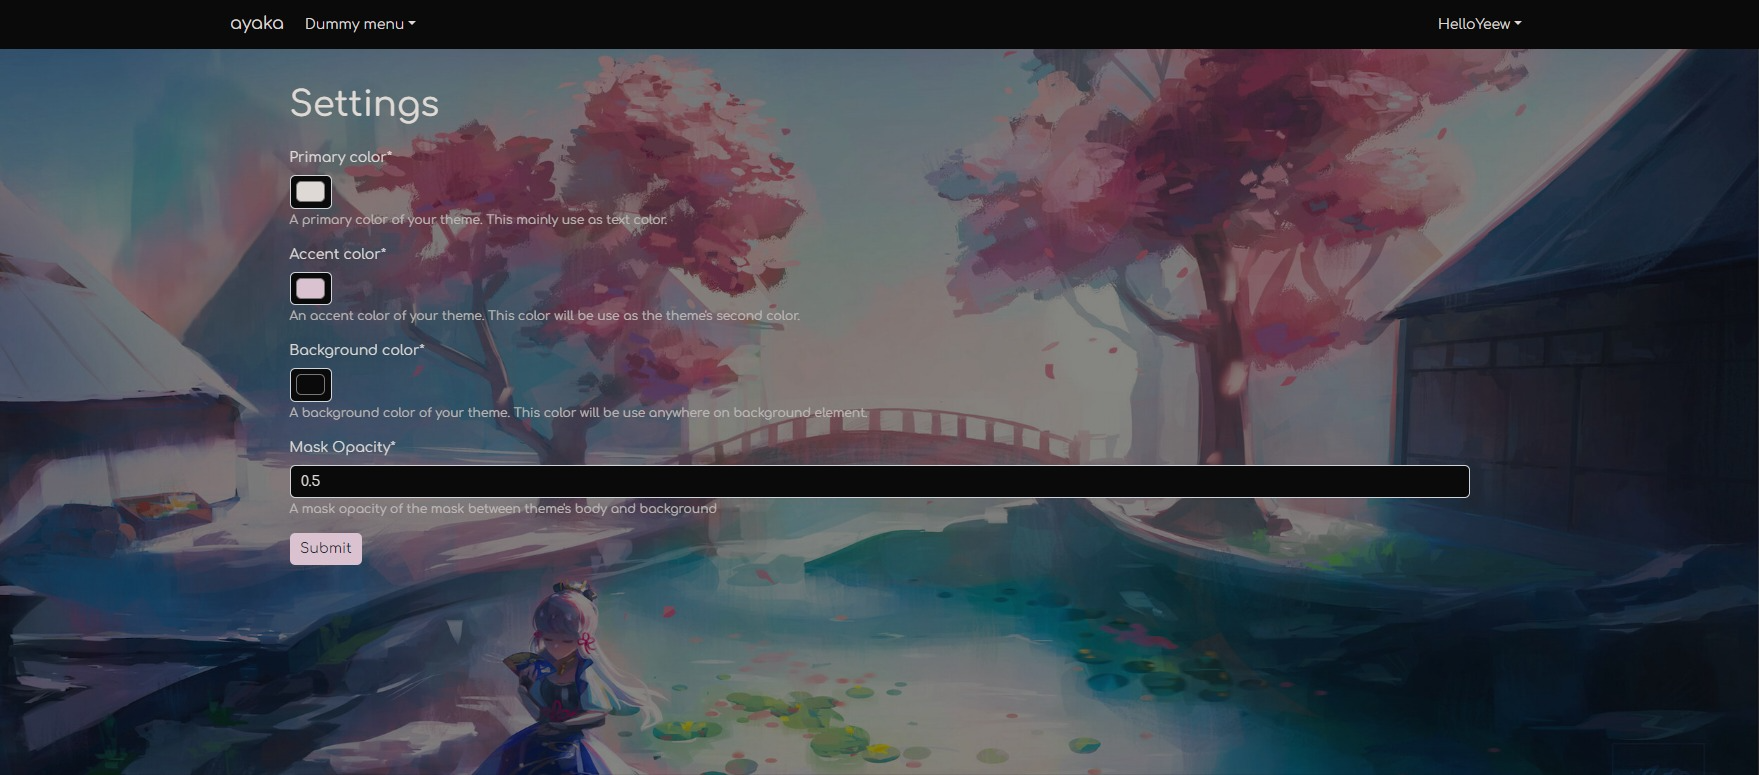 ayaka Dummy menu HelloYeew
Settings
Primary color*
A primary color of your theme. This mainly use as text color.
Accent color*
An accent color of your theme. This color will be use as the theme's second color.
Background color*
A background color of your theme. This color will be use anywhere on background element.
Mask Opacity*
0.5
A mask opacity of the mask between theme's body and background
Submit